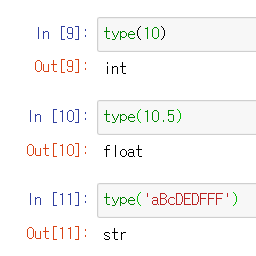 In [9]: type(10)
Out[9]: int
In [10]: type(10.5)
Out[10]: float
In [11]: type('aBcDEDFFF')
Out[11]: str